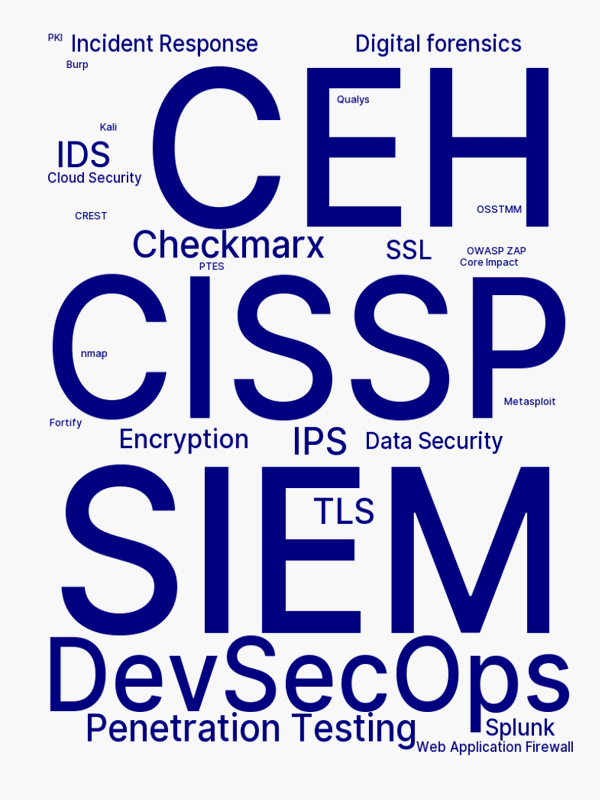 PKI
Incident Response
Digital forensics
Burp
CEH
Qualys
Kali
IDS
Cloud Security
CREST
OSSTMM
Checkmarx
SSL
OWASP ZAP
Core Impact
PTES
CISSP
nmap
Metasploit
Fortify
Encryption
IPS
Data Security
SIEM
TLS
DevSecOps
Penetration Testing
Splunk
Web Application Firewall